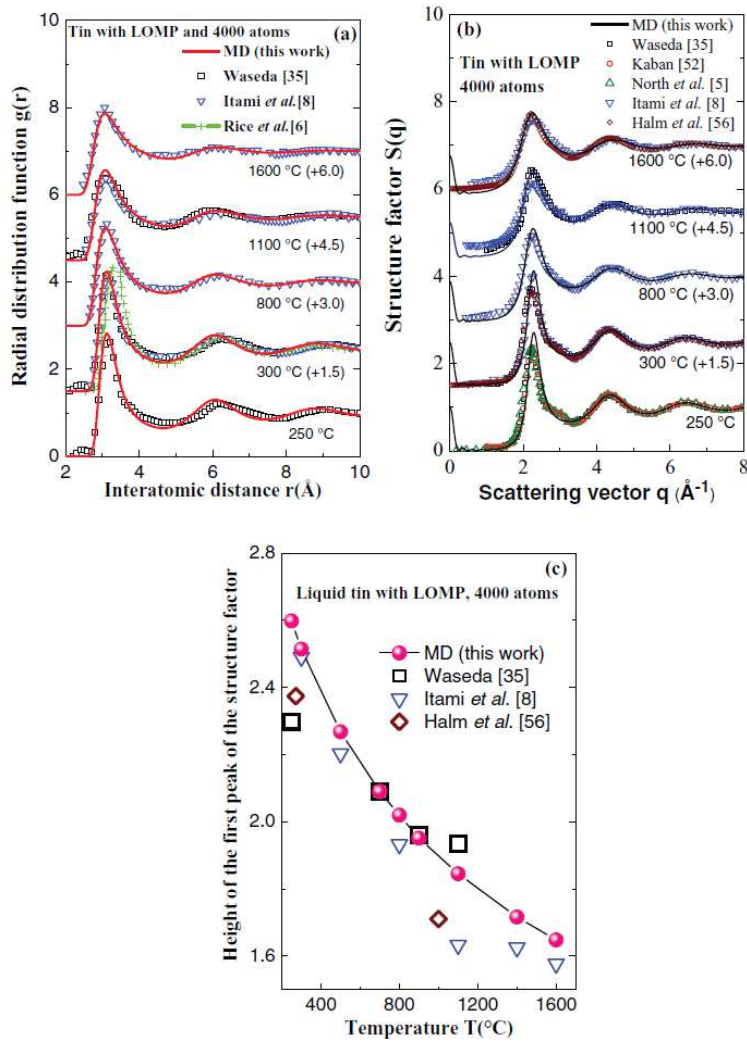 Tin with LOMP and 4000 atoms
(a)
MD (this work)
Waseda [35]
Itami et al.[8]
Rice et al.[6]
1600 °C (+6.0)
1100 °C (+4.5)
800 °C (+3.0)
300 °C (+1.5)
250 °C
Radial distribution function g(r)
10
8
6
4
2
0
2
4
6
8
10
Interatomic distance r(Å)
(b)
MD (this work)
Waseda [35]
Kaban [52]
North et al.[5]
Itami et al. [8]
Halm et al. [56]
Tin with LOMP
4000 atoms
1600 °C (+6.0)
1100 °C (+4.5)
800 °C (+3.0)
300 °C (+1.5)
250 °C
Structure factor S(q)
10
8
6
4
2
0
0
2
4
6
8
Scattering vector q (Å-1)
(c)
Liquid tin with LOMP, 4000 atoms
MD (this work)
Waseda [35]
Itami et al. [8]
Halm et al. [56]
Height of the first peak of the structure factor
2.8
2.4
2.0
1.6
400
800
1200
1600
Temperature T(°C)